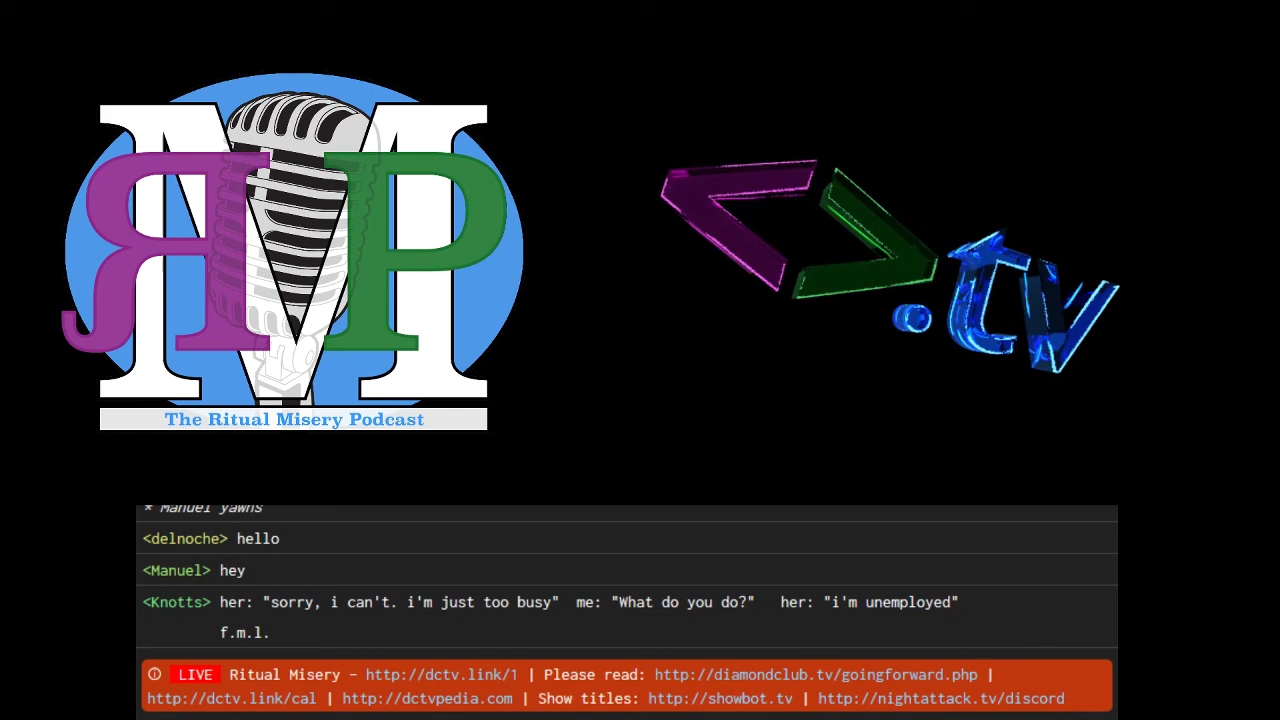 RMP
The Ritual Misery Podcast
<>.tv
* Manuel yawns
<delnoche> hello
<Manuel> hey
<Knotts> her: "sorry, i can't. i'm just too busy"  me: "What do you do?"   her: "i'm unemployed"
f.m.l.
LIVE Ritual Misery – http://dctv.link/1 | Please read: http://diamondclub.tv/goingforward.php |
http://dctv.link/cal | http://dctvpedia.com | Show titles: http://showbot.tv | http://nightattack.tv/discord